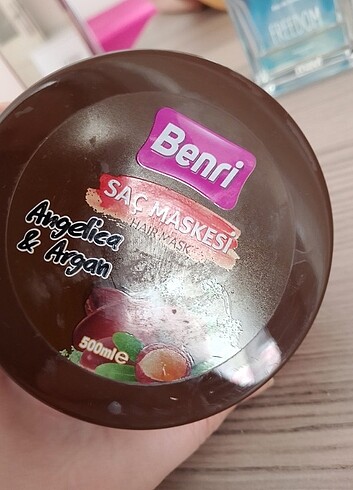 FREEDOM
Benri
SAÇ MASKESİ
HAIR MASK
Angelica
& Argan
500ml e